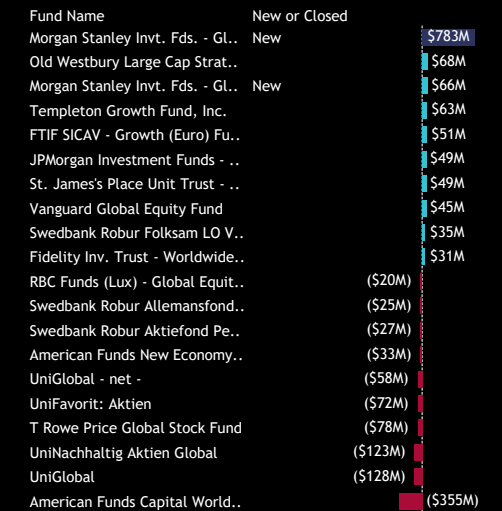 Fund Name New or Closed
Morgan Stanley Invt. Fds. - Gl.. New $783M
Old Westbury Large Cap Strat.. $68M
Morgan Stanley Invt. Fds. - Gl.. New $66M
Templeton Growth Fund, Inc. $63M
FTIF SICAV - Growth (Euro) Fu.. $51M
JPMorgan Investment Funds - .. $49M
St. James's Place Unit Trust - .. $49M
Vanguard Global Equity Fund $45M
Swedbank Robur Folksam LO V.. $35M
Fidelity Inv. Trust - Worldwide.. $31M
RBC Funds (Lux) - Global Equit.. ($20M)
Swedbank Robur Allemansfond.. ($25M)
Swedbank Robur Aktiefond Pe.. ($27M)
American Funds New Economy.. ($33M)
UniGlobal - net - ($58M)
UniFavorit: Aktien ($72M)
T Rowe Price Global Stock Fund ($78M)
UniNachhaltig Aktien Global ($123M)
UniGlobal ($128M)
American Funds Capital World.. ($355M)